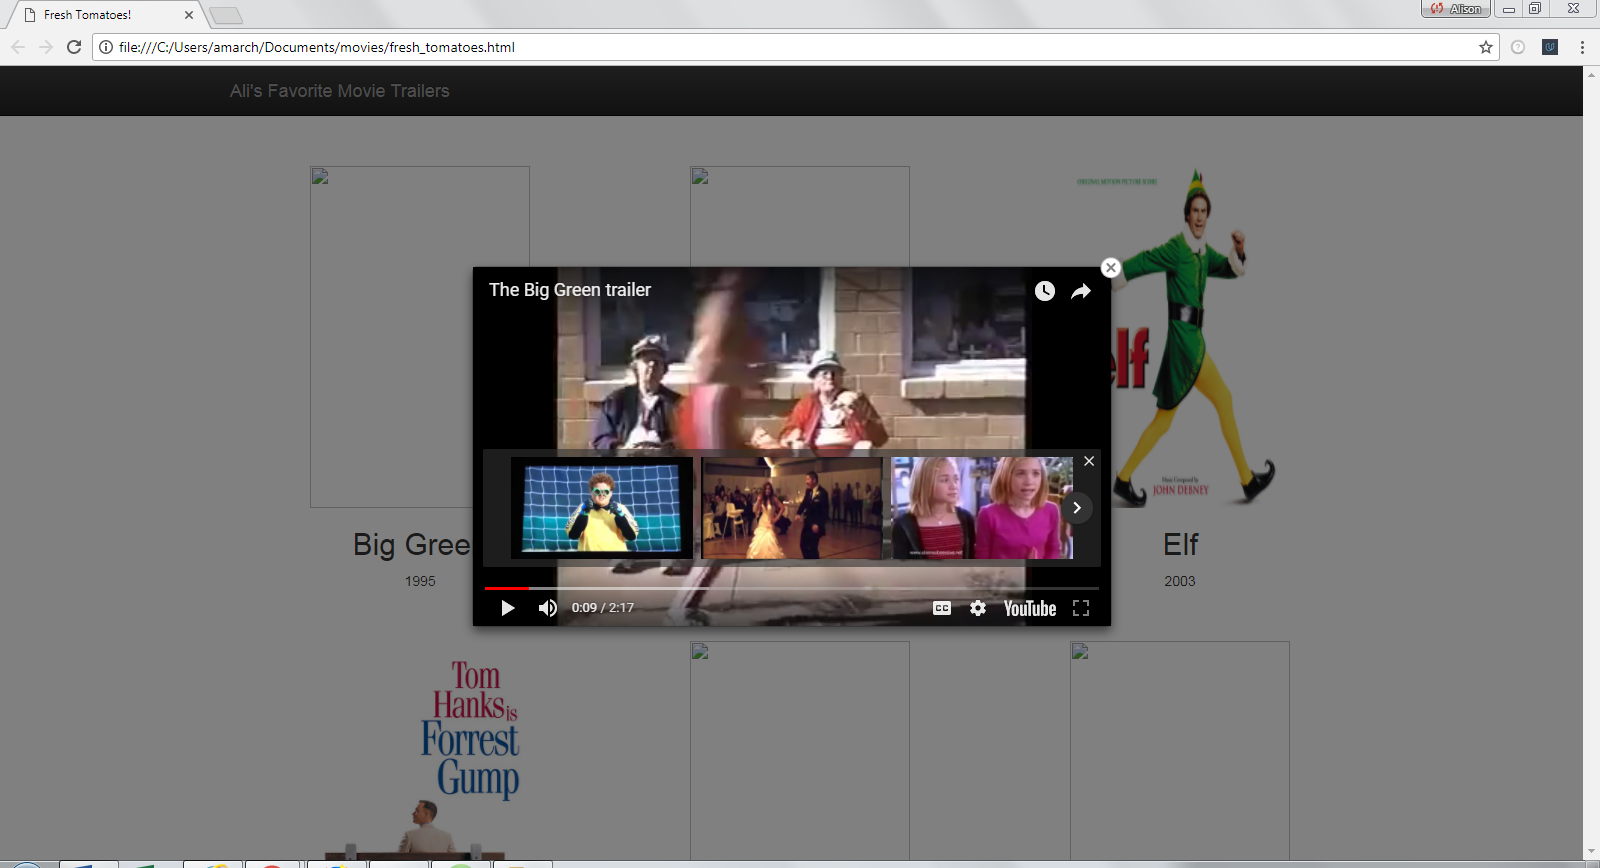 Fresh Tomatoes!
Alison
file:///C:/Users/amarch/Documents/movies/fresh_tomatoes.html
Ali's Favorite Movie Trailers
ORIGINAL MOTION PICTURE SCORE
The Big Green trailer
elf
Music Composed by
JOHN DEBNEY
Big Gree
1995
Elf
2003
0:09 / 2:17
CC
YouTube
Tom
Hanks is
Forrest
Gump